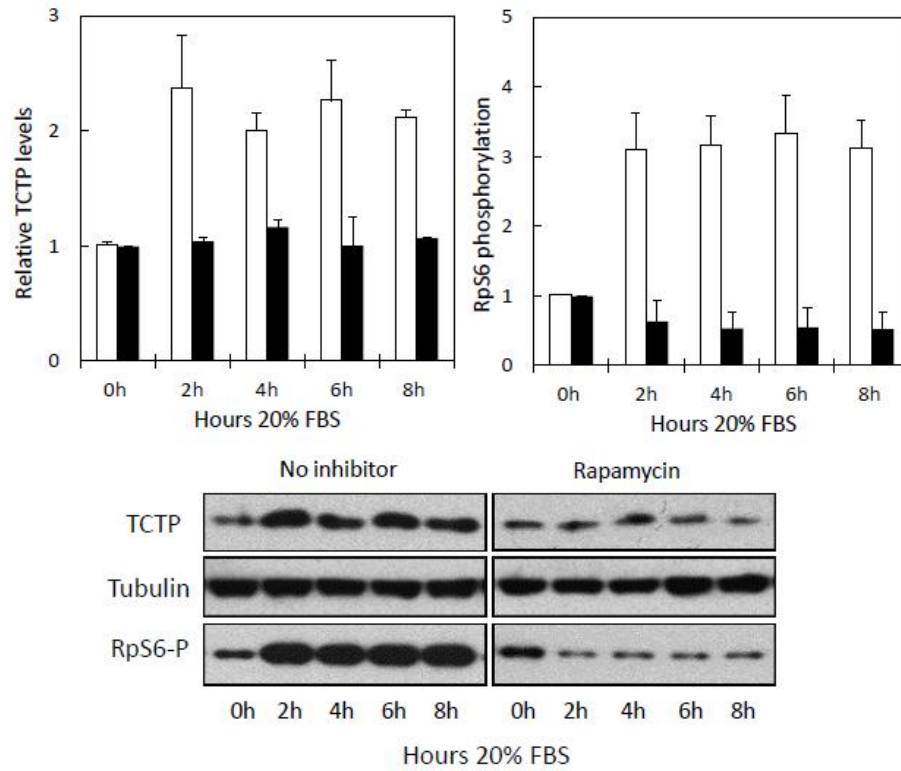 Relative TCTP levels
3
2
1
0
0h 2h 4h 6h 8h
Hours 20% FBS
RpS6 phosphorylation
5
4
3
2
1
0
0h 2h 4h 6h 8h
Hours 20% FBS
No inhibitor Rapamycin
TCTP
Tubulin
RpS6-P
0h 2h 4h 6h 8h 0h 2h 4h 6h 8h
Hours 20% FBS